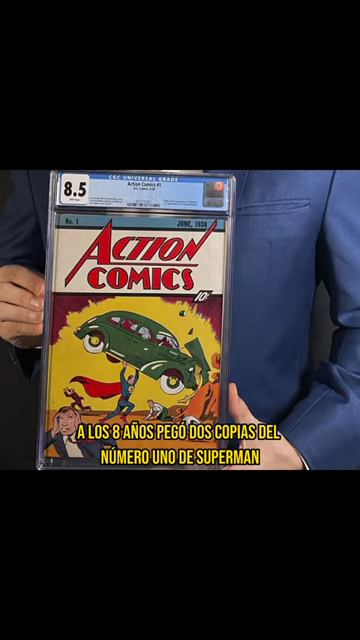 CGC UNIVERSAL GRADE
8.5
Action Comics #1
No. 1
JUNE, 1938
ACTION
COMICS
10¢
A LOS 8 AÑOS PEGÓ DOS COPIAS DEL
NÚMERO UNO DE SUPERMAN